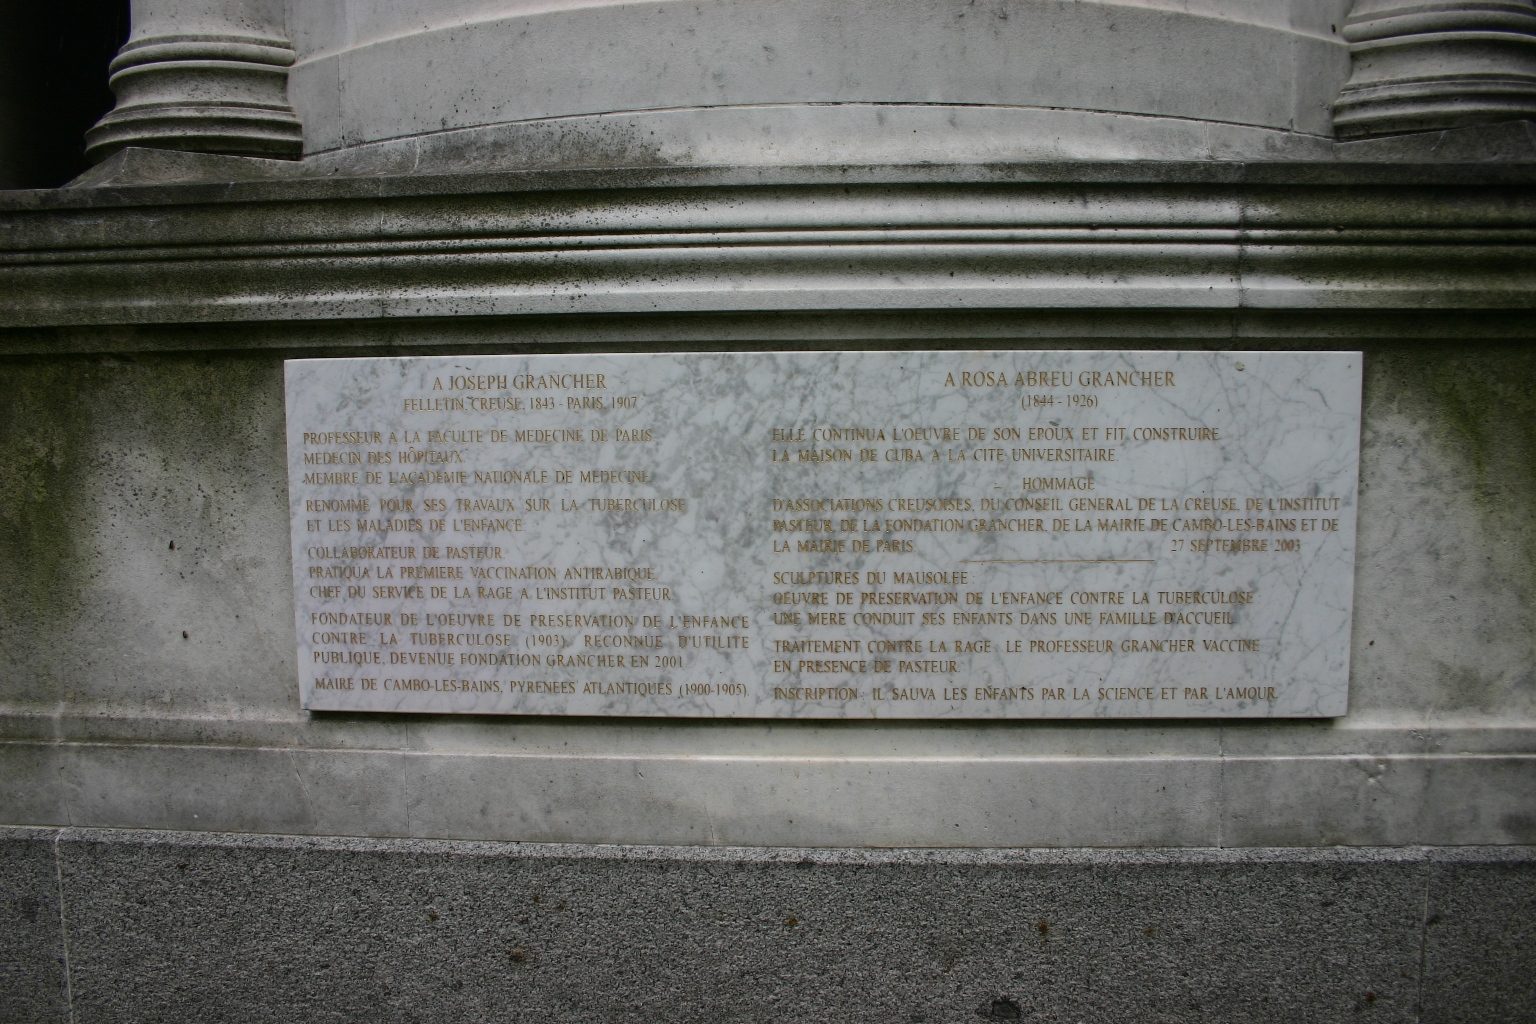 A JOSEPH GRANCHER
FELLETIN, CREUSE, 1843 - PARIS, 1907
PROFESSEUR A LA FACULTE DE MEDECINE DE PARIS
MEDECIN DES HÔPITAUX
MEMBRE DE L'ACADEMIE NATIONALE DE MEDECINE
RENOMME POUR SES TRAVAUX SUR LA TUBERCULOSE
ET LES MALADIES DE L'ENFANCE.
COLLABORATEUR DE PASTEUR,
PRATIQUA LA PREMIERE VACCINATION ANTIRABIQUE,
CHEF DU SERVICE DE LA RAGE A L'INSTITUT PASTEUR.
FONDATEUR DE L'OEUVRE DE PRESERVATION DE L'ENFANCE
CONTRE LA TUBERCULOSE (1903), RECONNUE D'UTILITE
PUBLIQUE, DEVENUE FONDATION GRANCHER EN 2001.
MAIRE DE CAMBO-LES-BAINS, PYRENEES ATLANTIQUES (1900-1905).
A ROSA ABREU GRANCHER
(1844 - 1926)
ELLE CONTINUA L'OEUVRE DE SON EPOUX ET FIT CONSTRUIRE
LA MAISON DE CUBA A LA CITE UNIVERSITAIRE.
HOMMAGE
D'ASSOCIATIONS CREUSOISES, DU CONSEIL GENERAL DE LA CREUSE, DE L'INSTITUT
PASTEUR, DE LA FONDATION GRANCHER, DE LA MAIRIE DE CAMBO-LES-BAINS ET DE
LA MAIRIE DE PARIS. 27 SEPTEMBRE 2003
SCULPTURES DU MAUSOLEE :
OEUVRE DE PRESERVATION DE L'ENFANCE CONTRE LA TUBERCULOSE
UNE MERE CONDUIT SES ENFANTS DANS UNE FAMILLE D'ACCUEIL.
TRAITEMENT CONTRE LA RAGE : LE PROFESSEUR GRANCHER VACCINE
EN PRESENCE DE PASTEUR.
INSCRIPTION : IL SAUVA LES ENFANTS PAR LA SCIENCE ET PAR L'AMOUR.